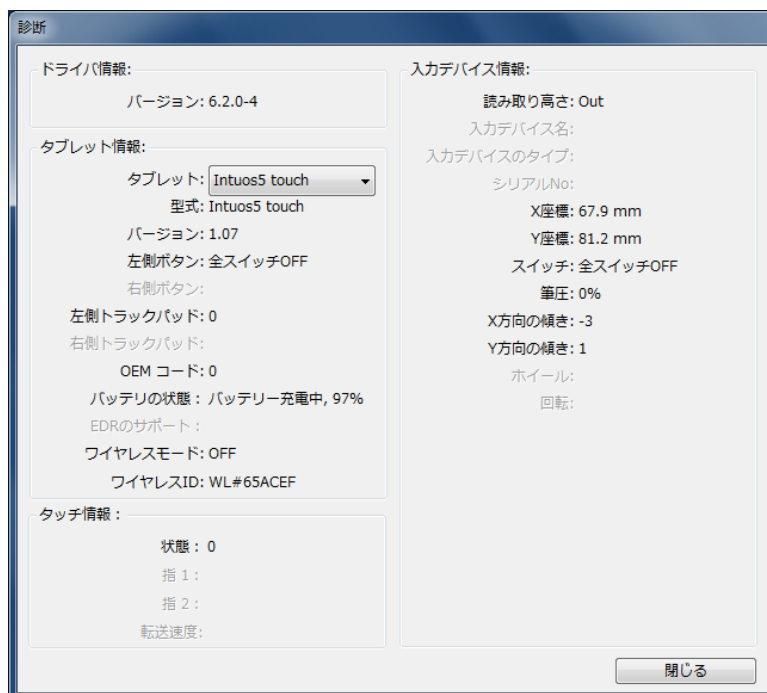 診断
ドライバ情報:
バージョン: 6.2.0-4
タブレット情報:
タブレット: Intuos5 touch
型式: Intuos5 touch
バージョン: 1.07
左側ボタン: 全スイッチOFF
右側ボタン:
左側トラックパッド: 0
右側トラックパッド:
OEM コード: 0
バッテリの状態 : バッテリー充電中, 97%
EDRのサポート :
ワイヤレスモード: OFF
ワイヤレスID: WL#65ACEF
タッチ情報 :
状態 : 0
指 1 :
指 2 :
転送速度:
入力デバイス情報:
読み取り高さ: Out
入力デバイス名:
入力デバイスのタイプ:
シリアルNo:
X座標: 67.9 mm
Y座標: 81.2 mm
スイッチ: 全スイッチOFF
筆圧: 0%
X方向の傾き: -3
Y方向の傾き: 1
ホイール:
回転:
閉じる